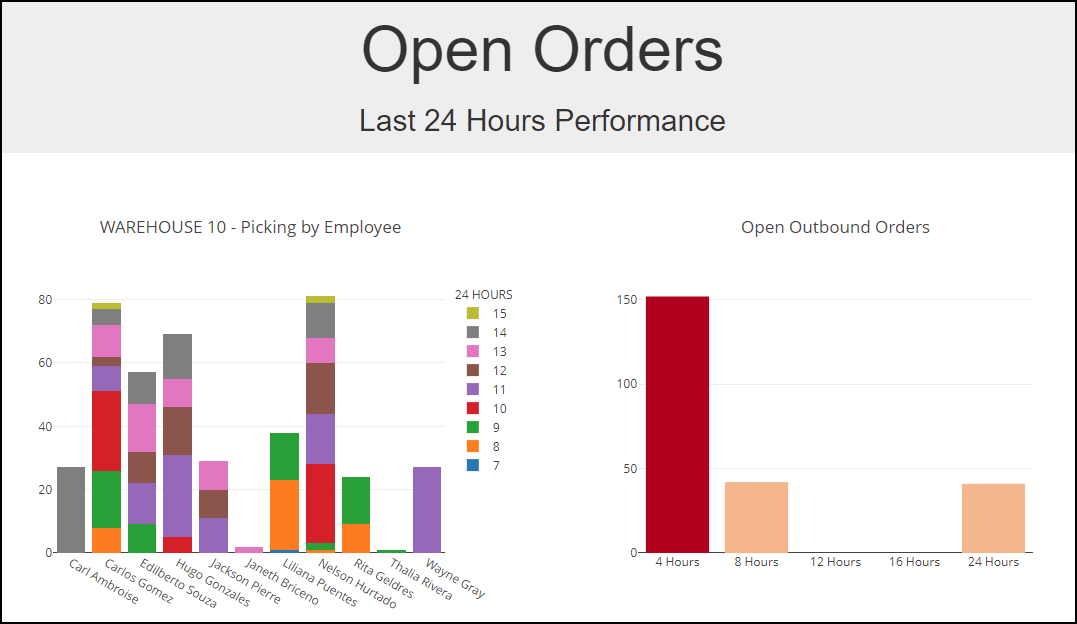 Open Orders
Last 24 Hours Performance
WAREHOUSE 10 - Picking by Employee
80
60
40
20
0
Carl Ambroise
Carlos Gomez
Edilberto Souza
Hugo Gonzales
Jackson Pierre
Janeth Briceno
Liliana Puentes
Nelson Hurtado
Rita Geldres
Thalia Rivera
Wayne Gray
24 HOURS
15
14
13
12
11
10
9
8
7
Open Outbound Orders
150
100
50
0
4 Hours
8 Hours
12 Hours
16 Hours
24 Hours